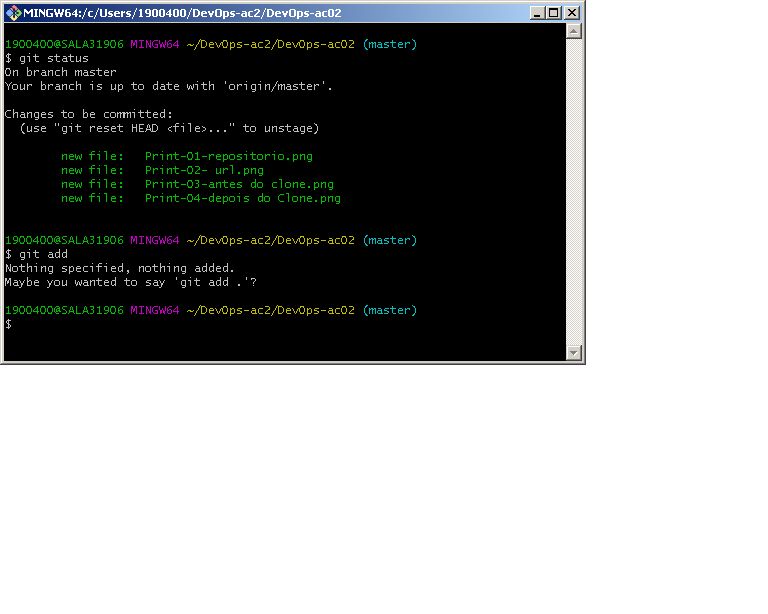 MINGW64:/c/Users/1900400/DevOps-ac2/DevOps-ac02
1900400@SALA31906 MINGW64 ~/DevOps-ac2/DevOps-ac02 (master)
$ git status
On branch master
Your branch is up to date with 'origin/master'.
Changes to be committed:
  (use "git reset HEAD <file>..." to unstage)
        new file:   Print-01-repositorio.png
        new file:   Print-02- url.png
        new file:   Print-03-antes do clone.png
        new file:   Print-04-depois do Clone.png
1900400@SALA31906 MINGW64 ~/DevOps-ac2/DevOps-ac02 (master)
$ git add
Nothing specified, nothing added.
Maybe you wanted to say 'git add .'?
1900400@SALA31906 MINGW64 ~/DevOps-ac2/DevOps-ac02 (master)
$